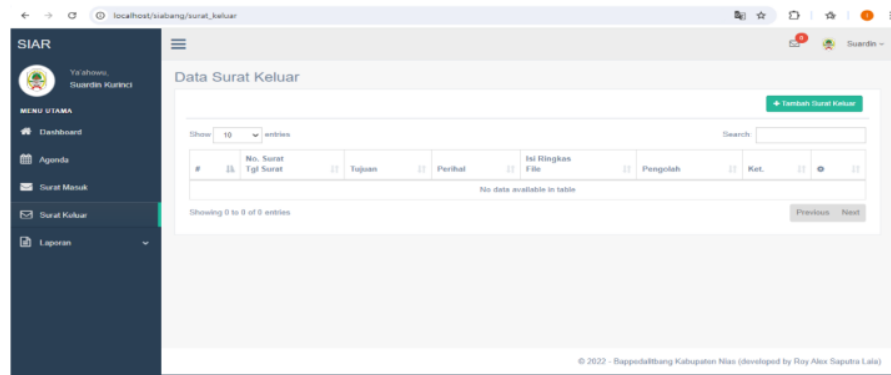 localhost/siabang/surat_keluar
SIAR
0
Suardin
Ya'ahowu,
Suardin Kurinci
MENU UTAMA
Dashboard
Agenda
Surat Masuk
Surat Keluar
Laporan
Data Surat Keluar
+ Tambah Surat Keluar
Show 10 entries
Search:
# No. Surat Tgl Surat Tujuan Perihal Isi Ringkas File Pengolah Ket.
No data available in table
Showing 0 to 0 of 0 entries
Previous Next
© 2022 - Bappedalitbang Kabupaten Nias (developed by Roy Alex Saputra Lala)